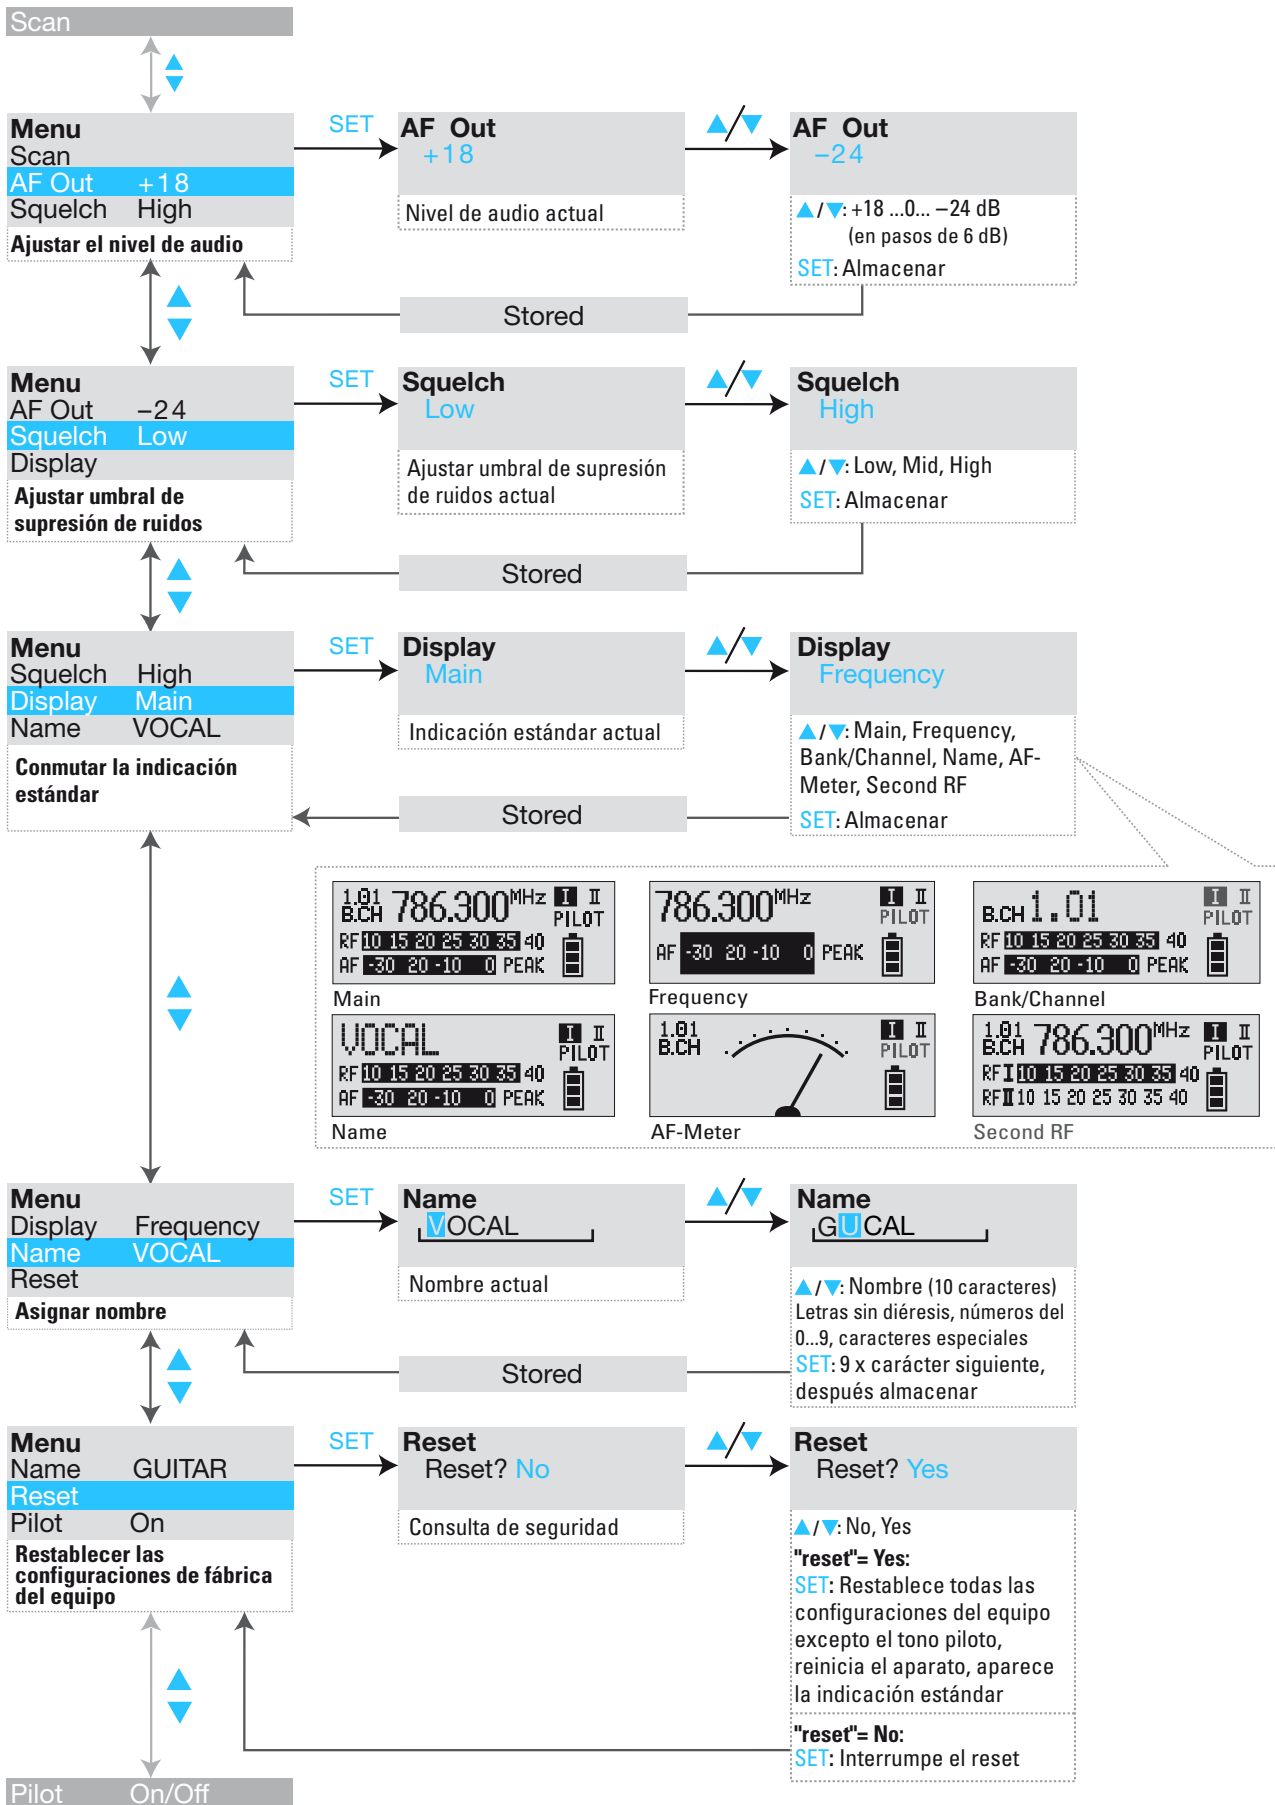 Scan
Menu
Scan
AF Out +18
Squelch High
Ajustar el nivel de audio
SET
AF Out
+18
Nivel de audio actual
AF Out
–24
▲/▼: +18 ...0... –24 dB
(en pasos de 6 dB)
SET: Almacenar
Stored
Menu
AF Out –24
Squelch Low
Display
Ajustar umbral de
supresión de ruidos
SET
Squelch
Low
Ajustar umbral de supresión
de ruidos actual
Squelch
High
▲/▼: Low, Mid, High
SET: Almacenar
Stored
Menu
Squelch High
Display Main
Name VOCAL
Conmutar la indicación
estándar
SET
Display
Main
Indicación estándar actual
Display
Frequency
▲/▼: Main, Frequency,
Bank/Channel, Name, AF-
Meter, Second RF
SET: Almacenar
Stored
1.01
B.CH 786.300 MHz I II
PILOT
RF 10 15 20 25 30 35 40
AF -30 20 -10 0 PEAK
Main
786.300 MHz I II
PILOT
AF -30 20 -10 0 PEAK
Frequency
B.CH 1.01 I II
PILOT
RF 10 15 20 25 30 35 40
AF -30 20 -10 0 PEAK
Bank/Channel
VOCAL I II
PILOT
RF 10 15 20 25 30 35 40
AF -30 20 -10 0 PEAK
Name
1.01
B.CH I II
PILOT
AF-Meter
1.01
B.CH 786.300 MHz I II
PILOT
RF I 10 15 20 25 30 35 40
RF II 10 15 20 25 30 35 40
Second RF
Menu
Display Frequency
Name VOCAL
Reset
Asignar nombre
SET
Name
VOCAL
Nombre actual
Name
GUCAL
▲/▼: Nombre (10 caracteres)
Letras sin diéresis, números del
0...9, caracteres especiales
SET: 9 x carácter siguiente,
después almacenar
Stored
Menu
Name GUITAR
Reset
Pilot On
Restablecer las
configuraciones de fábrica
del equipo
SET
Reset
Reset? No
Consulta de seguridad
Reset
Reset? Yes
▲/▼: No, Yes
"reset"= Yes:
SET: Restablece todas las
configuraciones del equipo
excepto el tono piloto,
reinicia el aparato, aparece
la indicación estándar
"reset"= No:
SET: Interrumpe el reset
Pilot On/Off